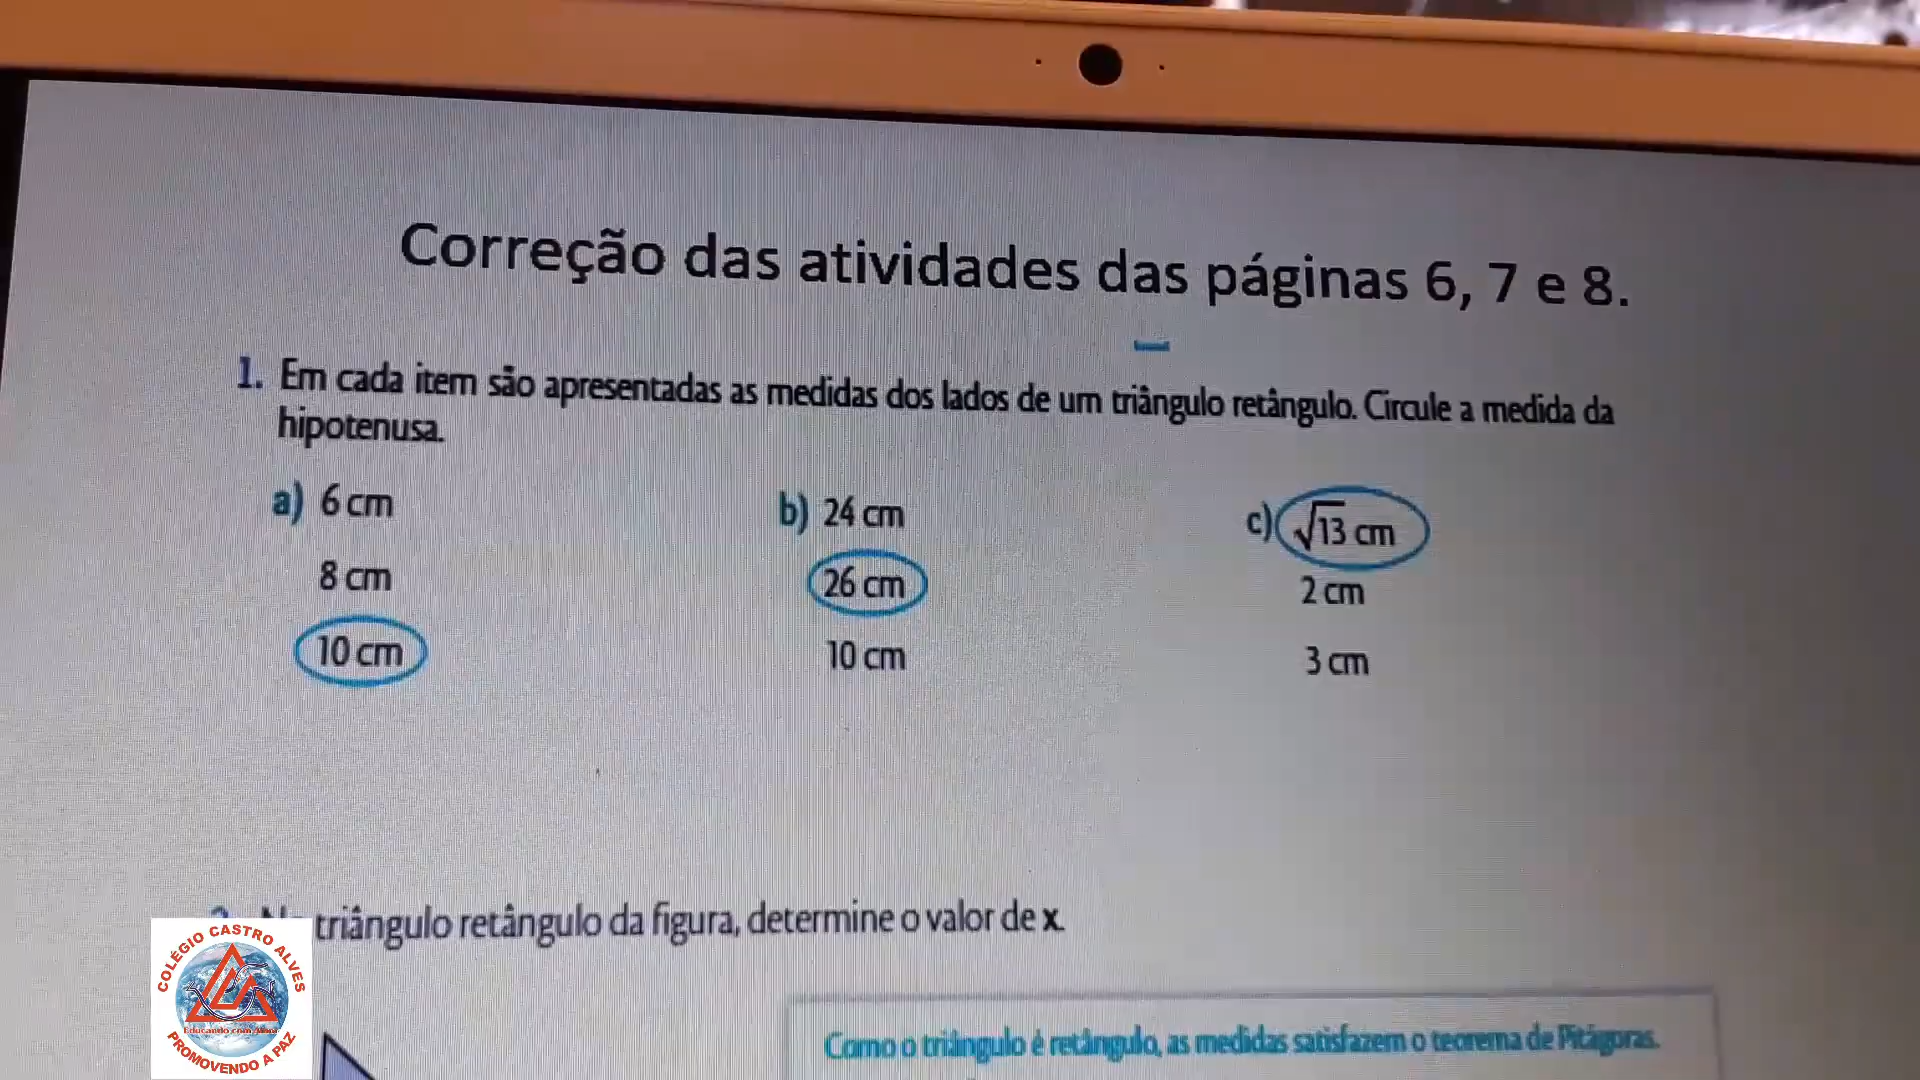 Correção das atividades das páginas 6, 7 e 8.
1. Em cada item são apresentadas as medidas dos lados de um triângulo retângulo. Circule a medida da
hipotenusa.
a) 6 cm
8 cm
10 cm
b) 24 cm
26 cm
10 cm
c) √13 cm
2 cm
3 cm
triângulo retângulo da figura, determine o valor de x.
Como o triângulo é retângulo, as medidas satisfazem o teorema de Pitágoras.
COLÉGIO CASTRO ALVES
PROMOVENDO A PAZ